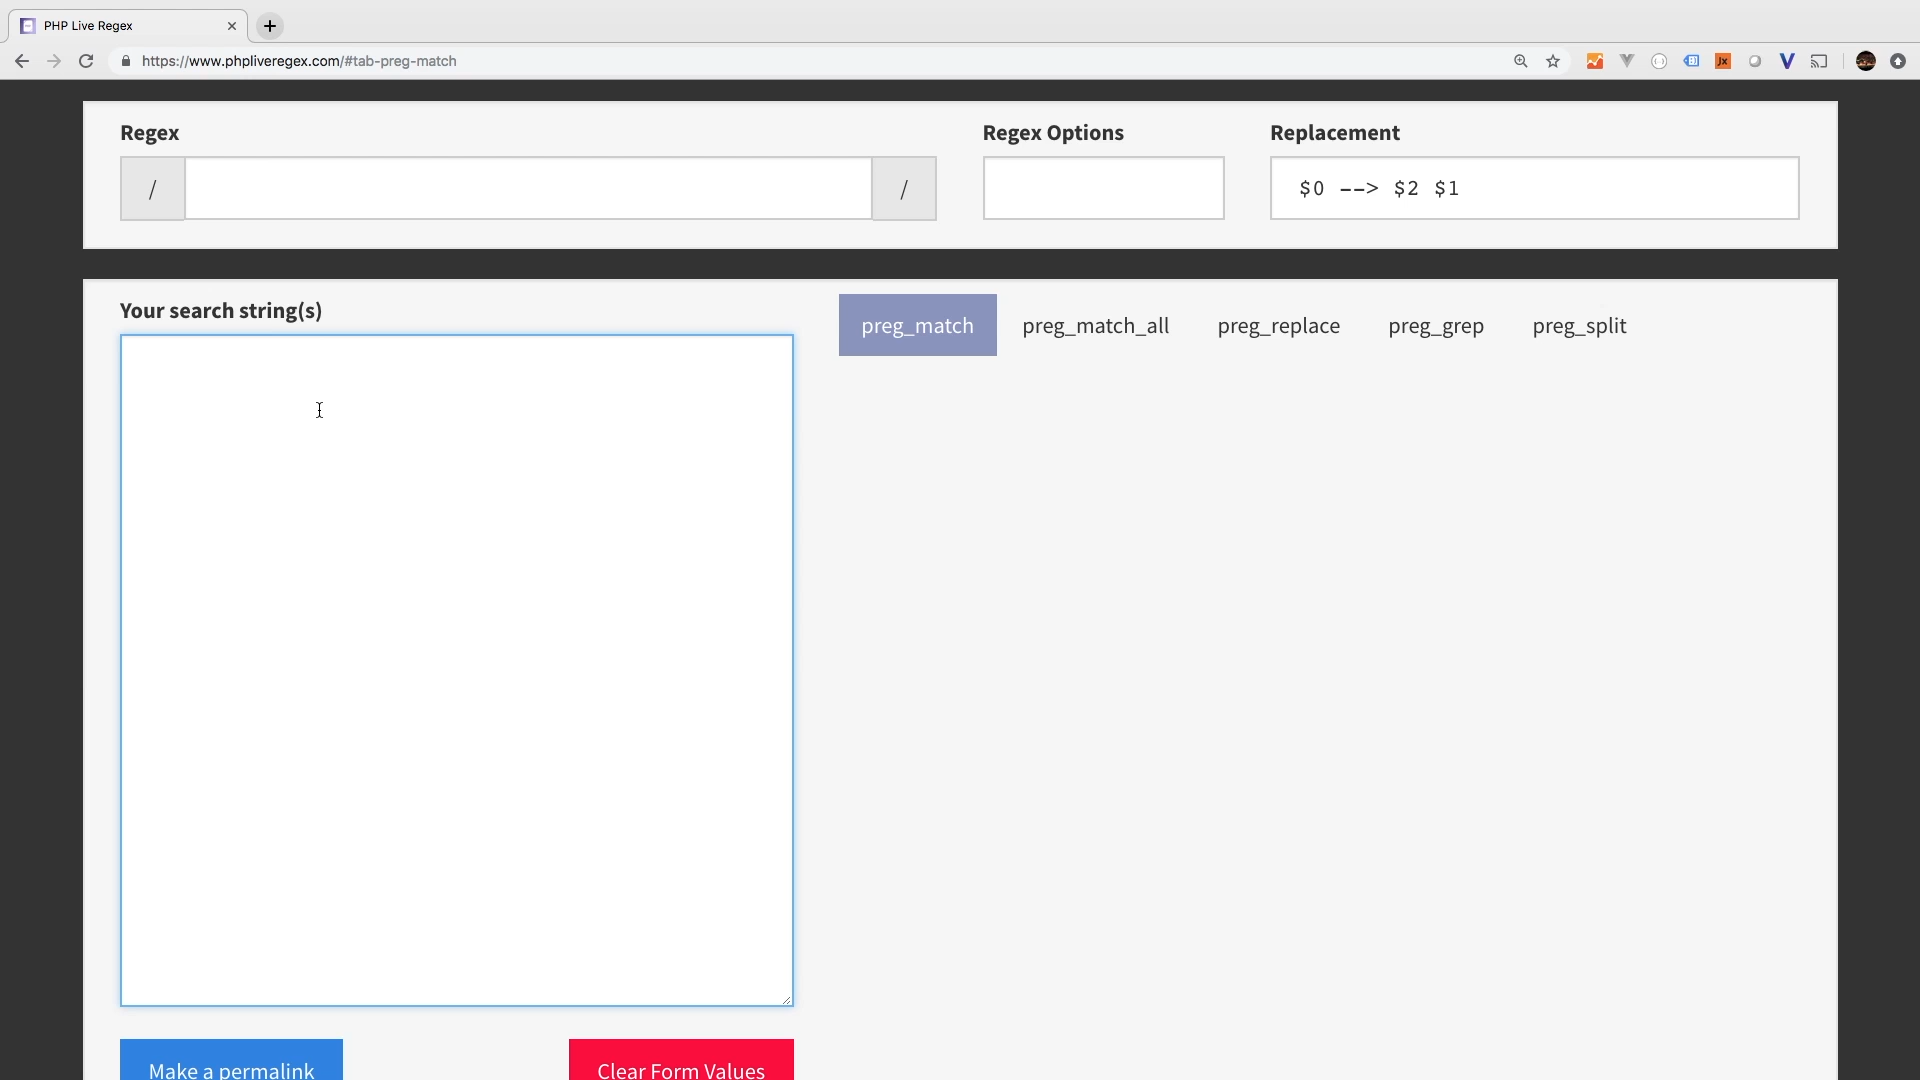 PHP Live Regex
https://www.phpliveregex.com/#tab-preg-match
Jx
Regex
Regex Options
Replacement
/
/
$0 --> $2 $1
Your search string(s)
preg_match
preg_match_all
preg_replace
preg_grep
preg_split
Make a permalink
Clear Form Values